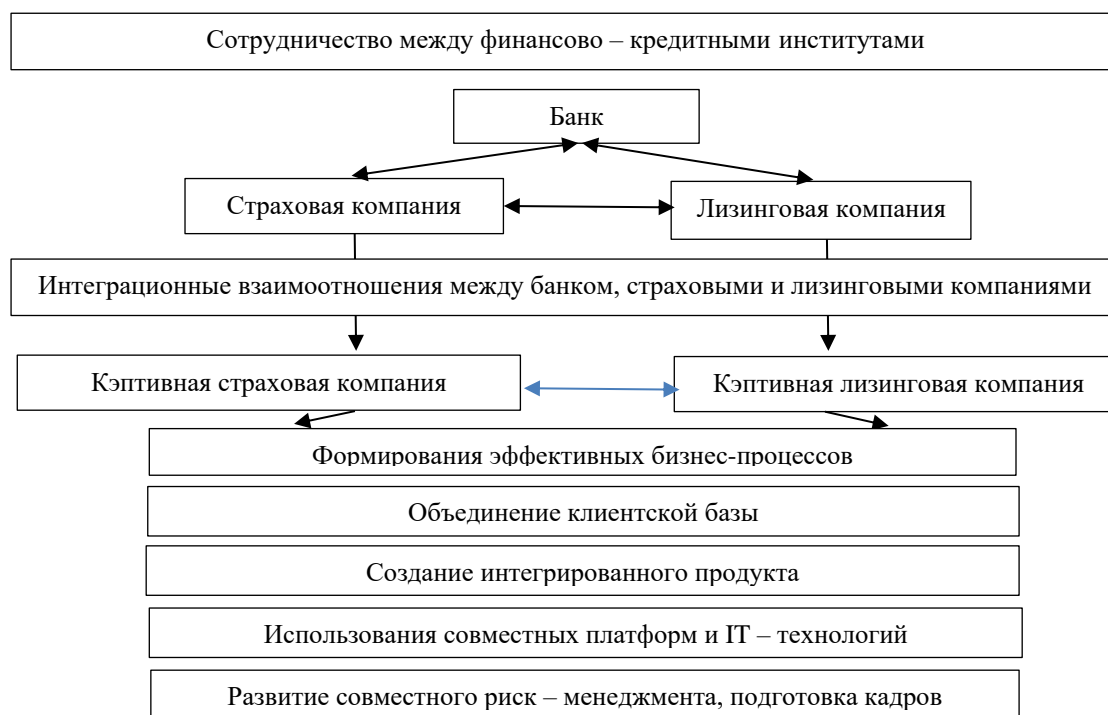 Сотрудничество между финансово – кредитными институтами
Банк
Страховая компания
Лизинговая компания
Интеграционные взаимоотношения между банком, страховыми и лизинговыми компаниями
Кэптивная страховая компания
Кэптивная лизинговая компания
Формирования эффективных бизнес-процессов
Объединение клиентской базы
Создание интегрированного продукта
Использования совместных платформ и IT – технологий
Развитие совместного риск – менеджмента, подготовка кадров